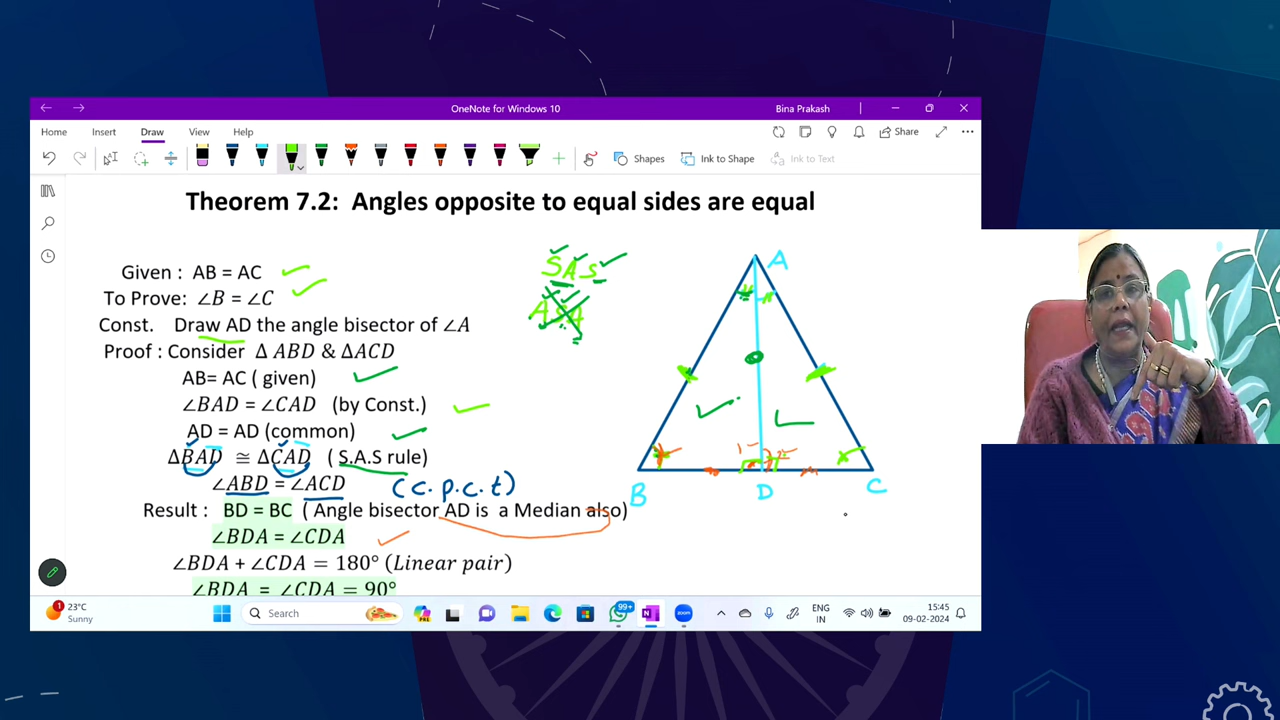 OneNote for Windows 10
Bina Prakash
Home Insert Draw View Help
Share
Shapes
Ink to Shape
Ink to Text
Theorem 7.2: Angles opposite to equal sides are equal
Given : AB = AC
To Prove: ∠B = ∠C
Const. Draw AD the angle bisector of ∠A
Proof : Consider Δ ABD & ΔACD
AB= AC ( given)
∠BAD = ∠CAD (by Const.)
AD = AD (common)
ΔBAD ≅ ΔCAD ( S.A.S rule)
∠ABD = ∠ACD (c.p.c.t)
Result : BD = BC ( Angle bisector AD is a Median also)
∠BDA = ∠CDA
∠BDA + ∠CDA = 180° (Linear pair)
∠BDA = ∠CDA = 90°
SAS
A
B
D
C
1
23°C
Sunny
Search
99+
ENG
IN
15:45
09-02-2024